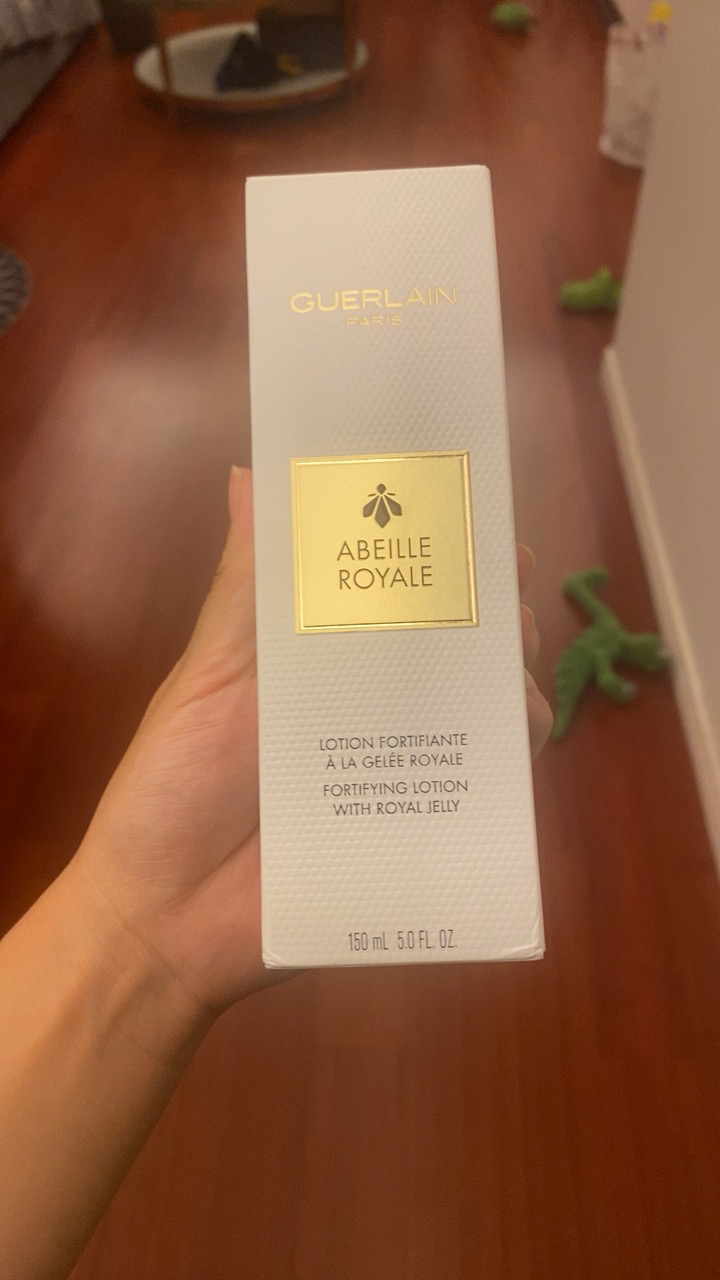 GUERLAIN
PARIS
ABEILLE
ROYALE
LOTION FORTIFIANTE
À LA GELÉE ROYALE
FORTIFYING LOTION
WITH ROYAL JELLY
150 mL 5.0 FL. OZ.